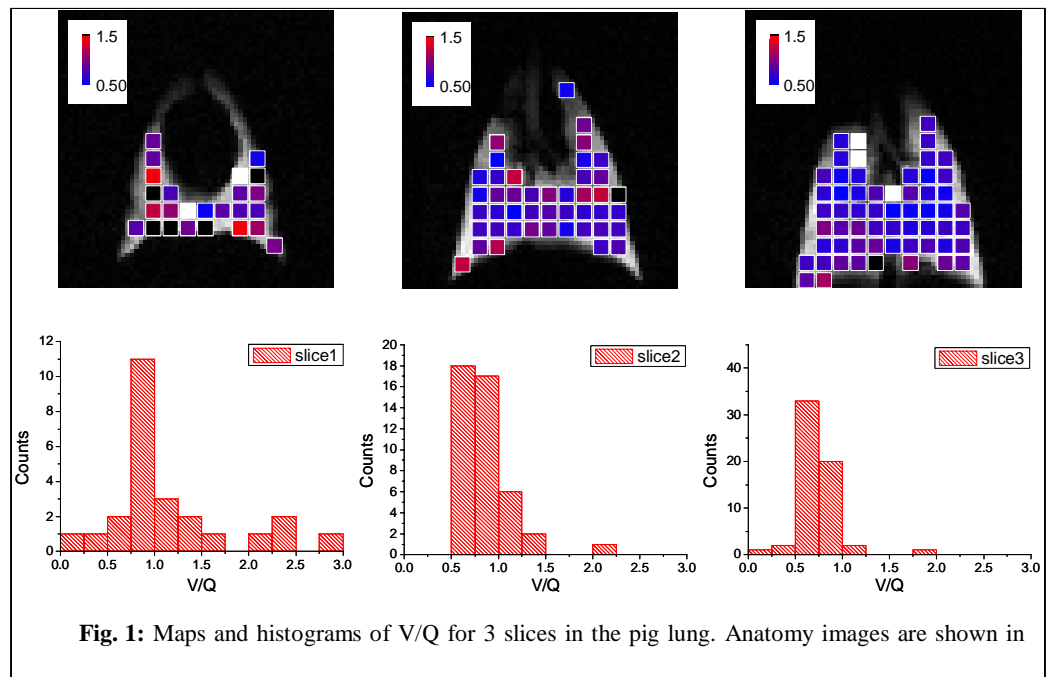 1.5
0.50
1.5
0.50
1.5
0.50
12
10
8
6
4
2
0
Counts
0.0 0.5 1.0 1.5 2.0 2.5 3.0
V/Q
slice1
20
18
16
14
12
10
8
6
4
2
0
Counts
0.0 0.5 1.0 1.5 2.0 2.5 3.0
V/Q
slice2
40
30
20
10
0
Counts
0.0 0.5 1.0 1.5 2.0 2.5 3.0
V/Q
slice3
Fig. 1: Maps and histograms of V/Q for 3 slices in the pig lung. Anatomy images are shown in